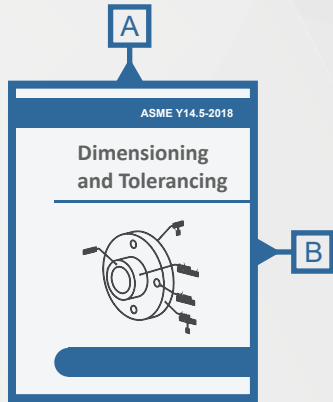 A
ASME Y14.5-2018
Dimensioning
and Tolerancing
B